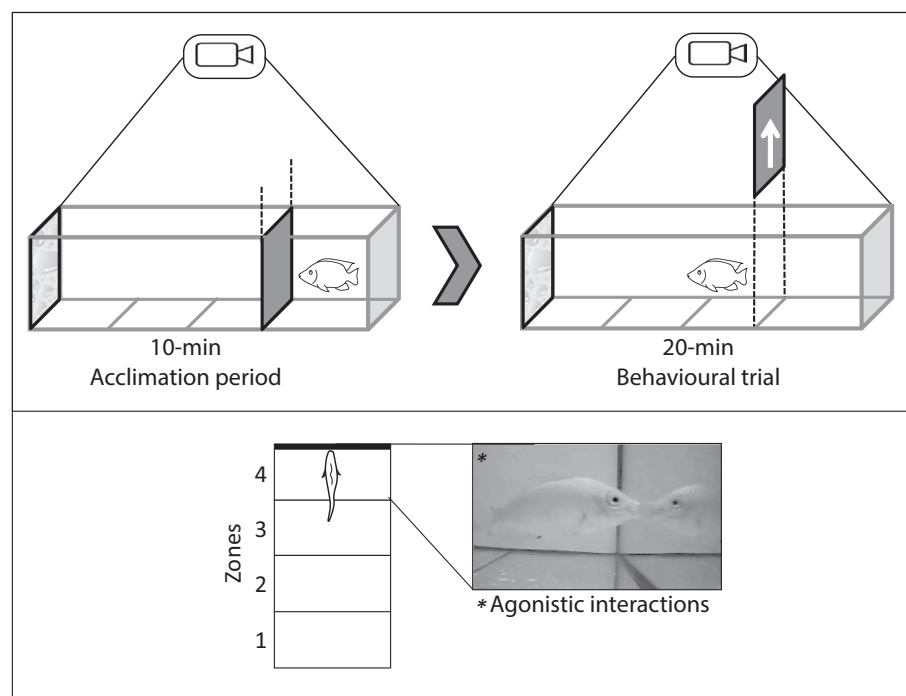 10-min
Acclimation period
20-min
Behavioural trial
Zones
4
3
2
1
*
* Agonistic interactions